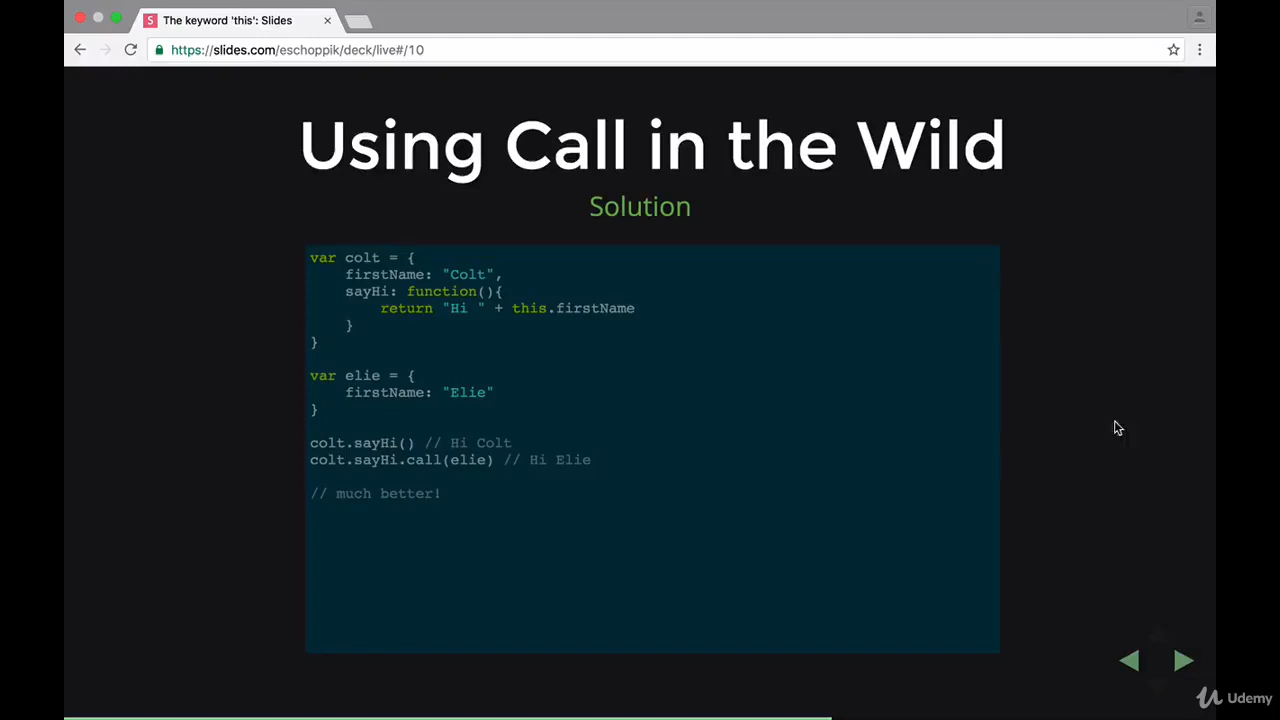 The keyword 'this': Slides
https://slides.com/eschoppik/deck/live#/10
Using Call in the Wild
Solution
var colt = {
    firstName: "Colt",
    sayHi: function(){
        return "Hi " + this.firstName
    }
}
var elie = {
    firstName: "Elie"
}
colt.sayHi() // Hi Colt
colt.sayHi.call(elie) // Hi Elie
// much better!
Udemy